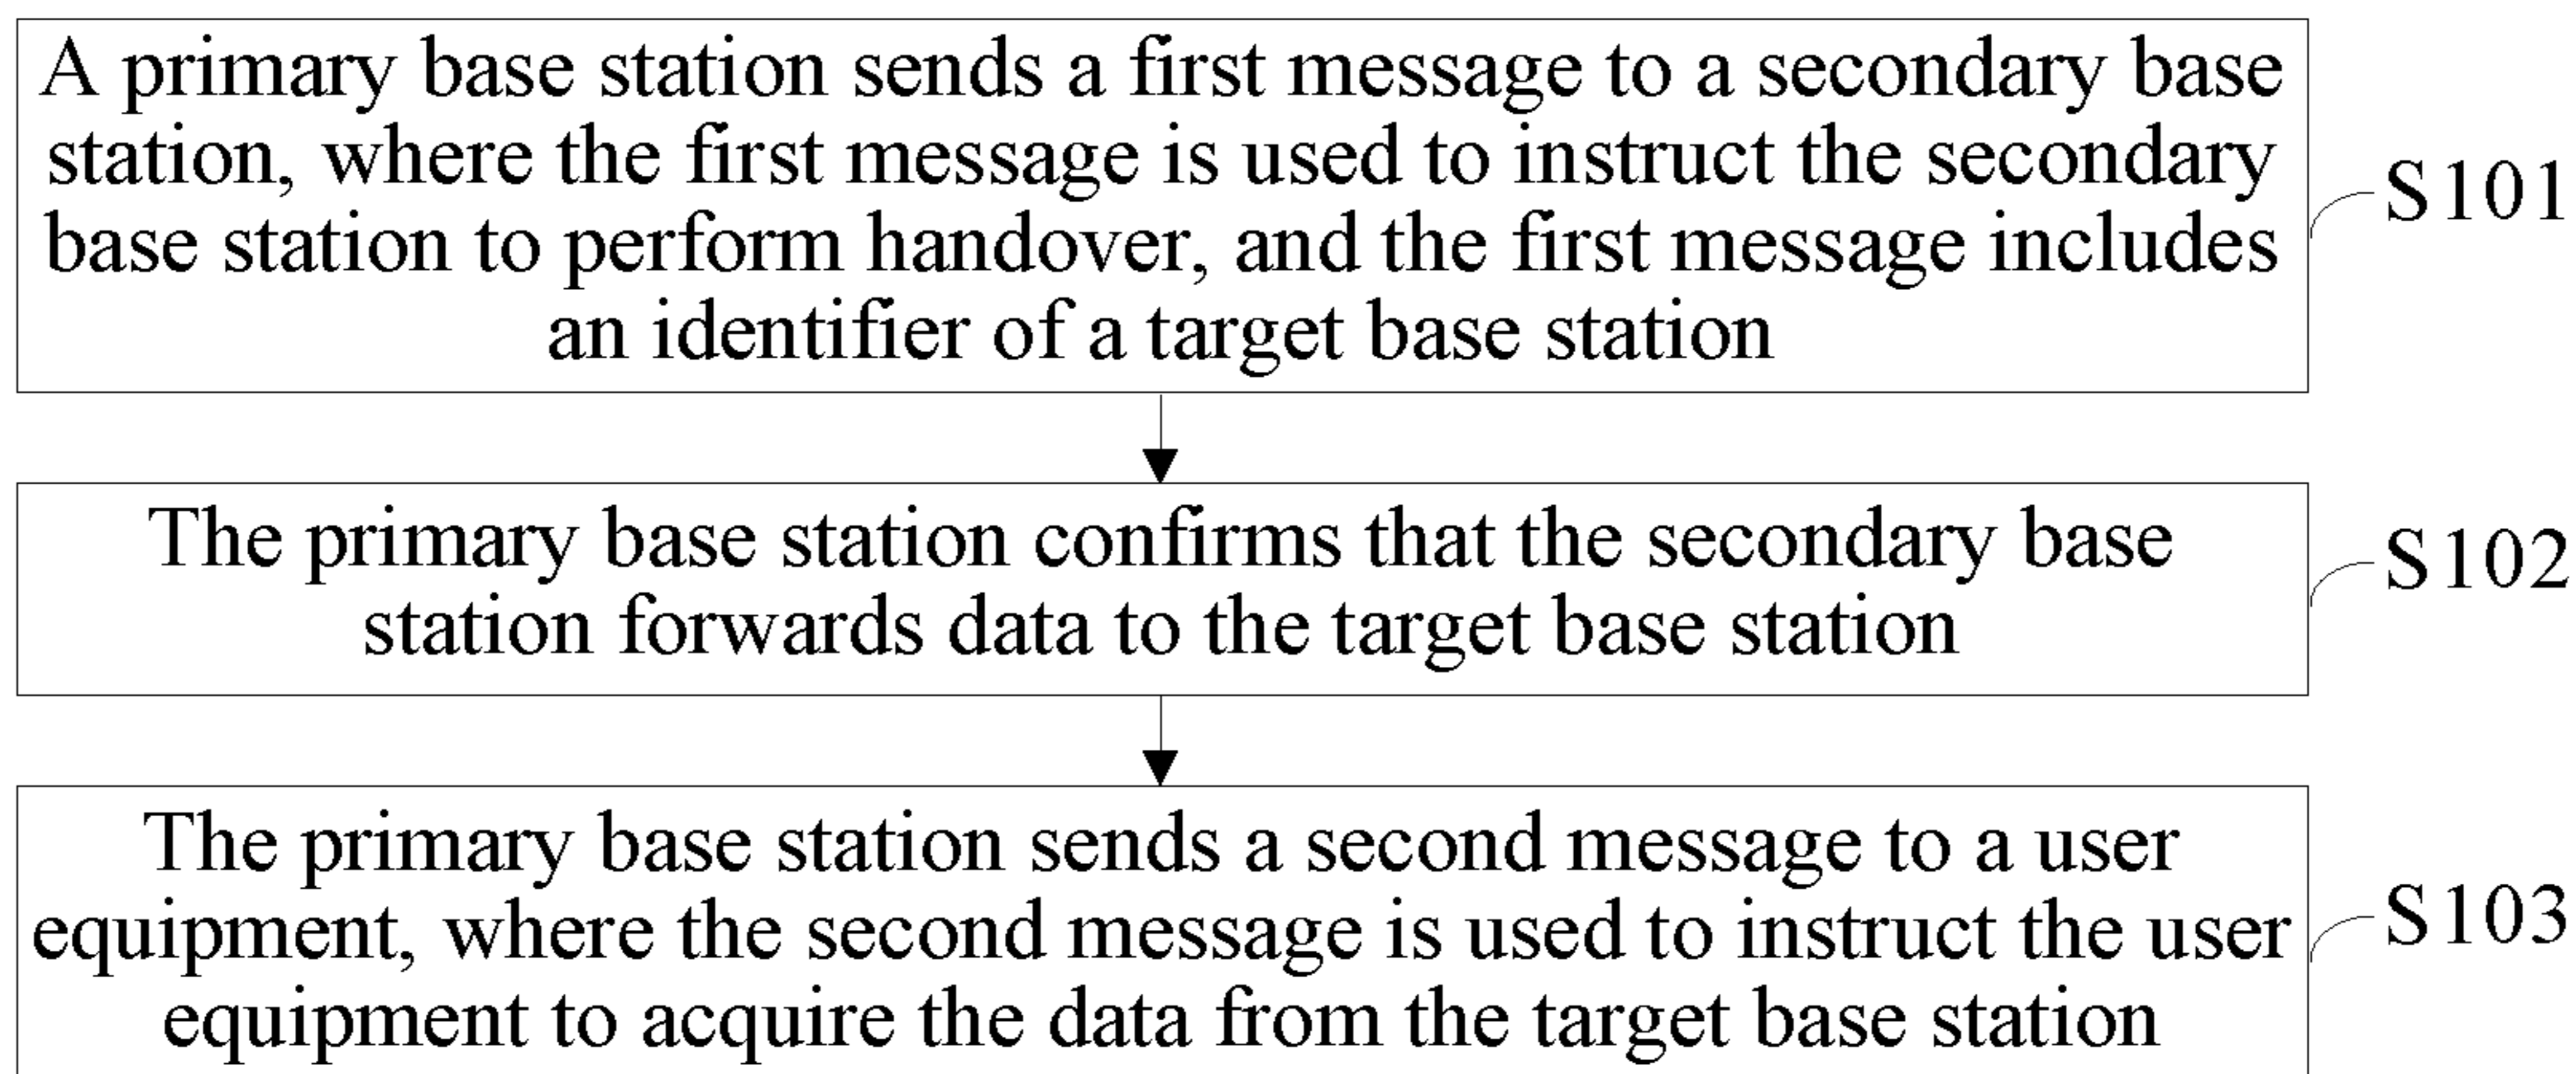 A primary base station sends a first message to a secondary base
station, where the first message is used to instruct the secondary
base station to perform handover, and the first message includes
an identifier of a target base station
S101
The primary base station confirms that the secondary base
station forwards data to the target base station
S102
The primary base station sends a second message to a user
equipment, where the second message is used to instruct the user
equipment to acquire the data from the target base station
S103